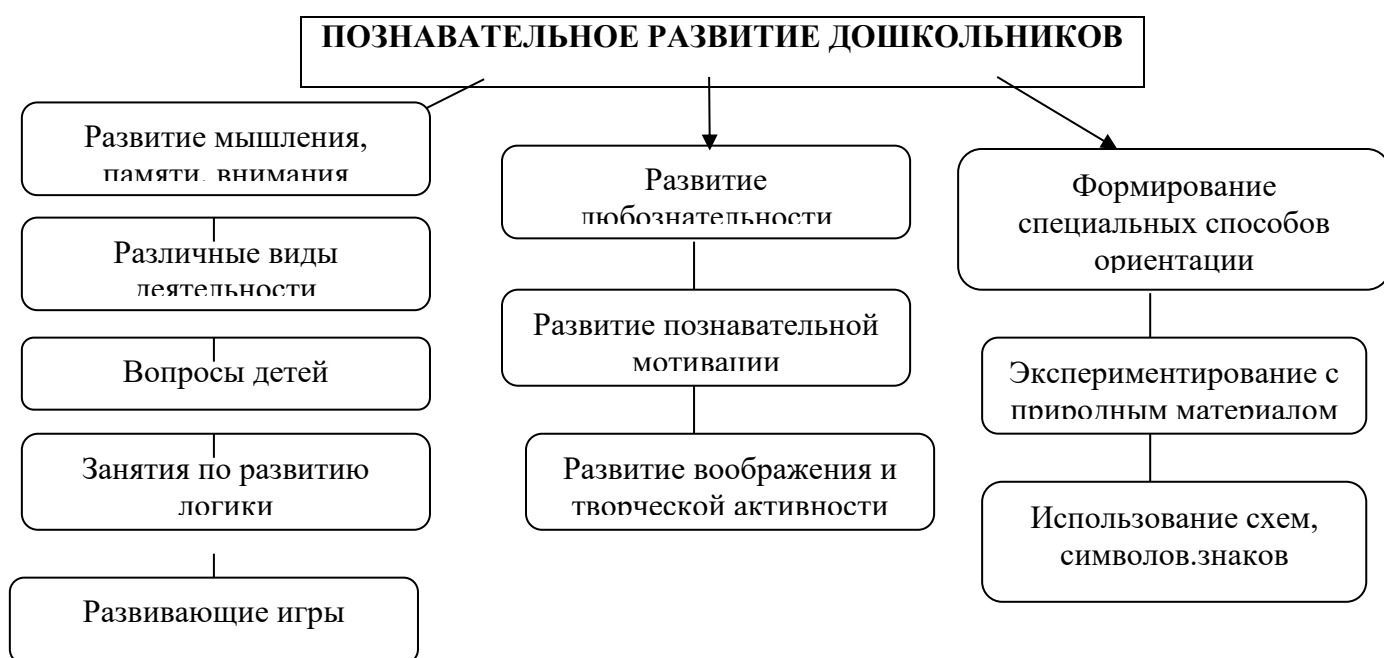 ПОЗНАВАТЕЛЬНОЕ РАЗВИТИЕ ДОШКОЛЬНИКОВ
Развитие мышления,
памяти, внимания
Различные виды
деятельности
Вопросы детей
Занятия по развитию
логики
Развивающие игры
Развитие
любознательности
Развитие познавательной
мотивации
Развитие воображения и
творческой активности
Формирование
специальных способов
ориентации
Экспериментирование с
природным материалом
Использование схем,
символов.знаков